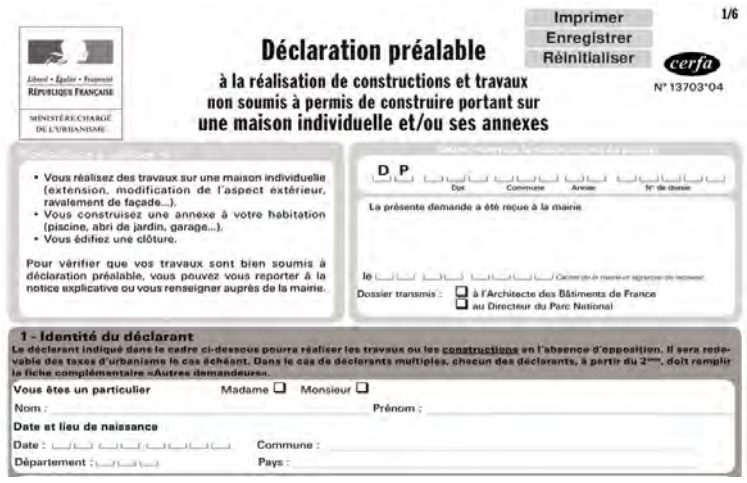 Imprimer
Enregistrer
Réinitialiser
1/6
Liberté • Égalité • Fraternité
RÉPUBLIQUE FRANÇAISE
MINISTÈRE CHARGÉ
DE L'URBANISME
Déclaration préalable
à la réalisation de constructions et travaux
non soumis à permis de construire portant sur
une maison individuelle et/ou ses annexes
cerfa
N° 13703*04
• Vous réalisez des travaux sur une maison individuelle
(extension, modification de l'aspect extérieur,
ravalement de façade...).
• Vous construisez une annexe à votre habitation
(piscine, abri de jardin, garage...).
• Vous édifiez une clôture.
Pour vérifier que vos travaux sont bien soumis à
déclaration préalable, vous pouvez vous reporter à la
notice explicative ou vous renseigner auprès de la mairie.
D P
Dpt Commune Année N° de dossier
La présente demande a été reçue à la mairie
le Cachet de la mairie et signature du receveur
Dossier transmis : à l'Architecte des Bâtiments de France
au Directeur du Parc National
1 - Identité du déclarant
Le déclarant indiqué dans le cadre ci-dessous pourra réaliser les travaux ou les constructions en l'absence d'opposition. Il sera rede-
vable des taxes d'urbanisme le cas échéant. Dans le cas de déclarants multiples, chacun des déclarants, à partir du 2ème, doit remplir
la fiche complémentaire «Autres demandeurs».
Vous êtes un particulier Madame Monsieur
Nom : Prénom :
Date et lieu de naissance
Date : Commune :
Département : Pays :